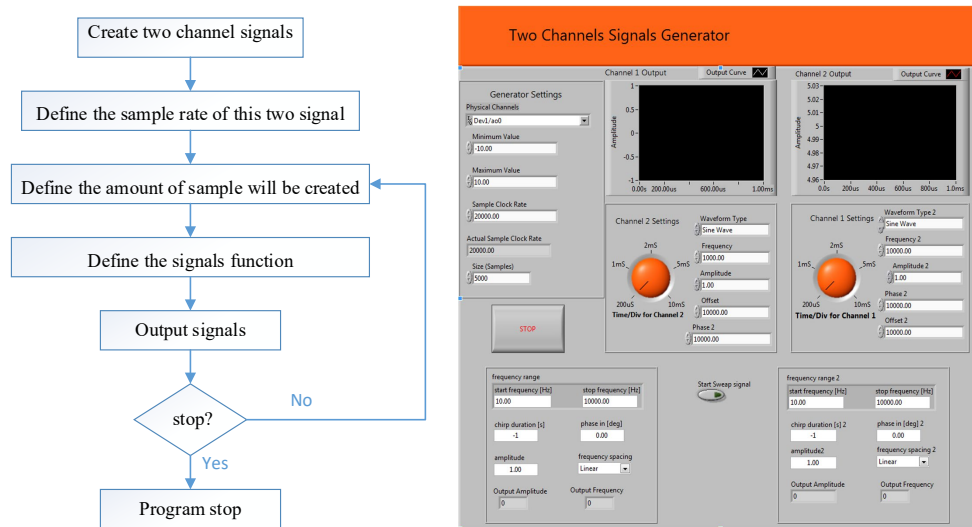 Create two channel signals
Define the sample rate of this two signal
Define the amount of sample will be created
Define the signals function
Output signals
stop?
No
Yes
Program stop
Two Channels Signals Generator
Generator Settings
Physical Channels
Dev1/ao0
Minimum Value
-10.00
Maximum Value
10.00
Sample Clock Rate
20000.00
Actual Sample Clock Rate
20000.00
Size (Samples)
5000
STOP
Channel 1 Output
Output Curve
Amplitude
1
0.5
0
-0.5
-1
0.00s 200.00us 600.00us 1.00ms
Channel 2 Output
Output Curve
5.03
5.02
5.01
5
4.99
4.98
4.97
4.96
0.0s 200.0us 600.0us 1.0ms
Channel 2 Settings
2mS
1mS
5mS
200uS
10mS
Time/Div for Channel 2
Waveform Type
Sine Wave
Frequency
1000.00
Amplitude
1.00
Offset
10000.00
Phase 2
10000.00
Channel 1 Settings
2mS
1mS
5mS
200uS
10mS
Time/Div for Channel 1
Waveform Type 2
Sine Wave
Frequency 2
10000.00
Amplitude 2
1.00
Phase 2
10000.00
Offset 2
10000.00
frequency range
start frequency [Hz]
10.00
stop frequency [Hz]
10000.00
chirp duration [s]
-1
phase in [deg]
0.00
amplitude
1.00
frequency spacing
Linear
Output Amplitude
0
Output Frequency
0
Start Sweap signal
frequency range 2
start frequency [Hz]
10.00
stop frequency [Hz]
10000.00
chirp duration [s] 2
-1
phase in [deg] 2
0.00
amplitude2
1.00
frequency spacing 2
Linear
Output Amplitude
0
Output Frequency
0